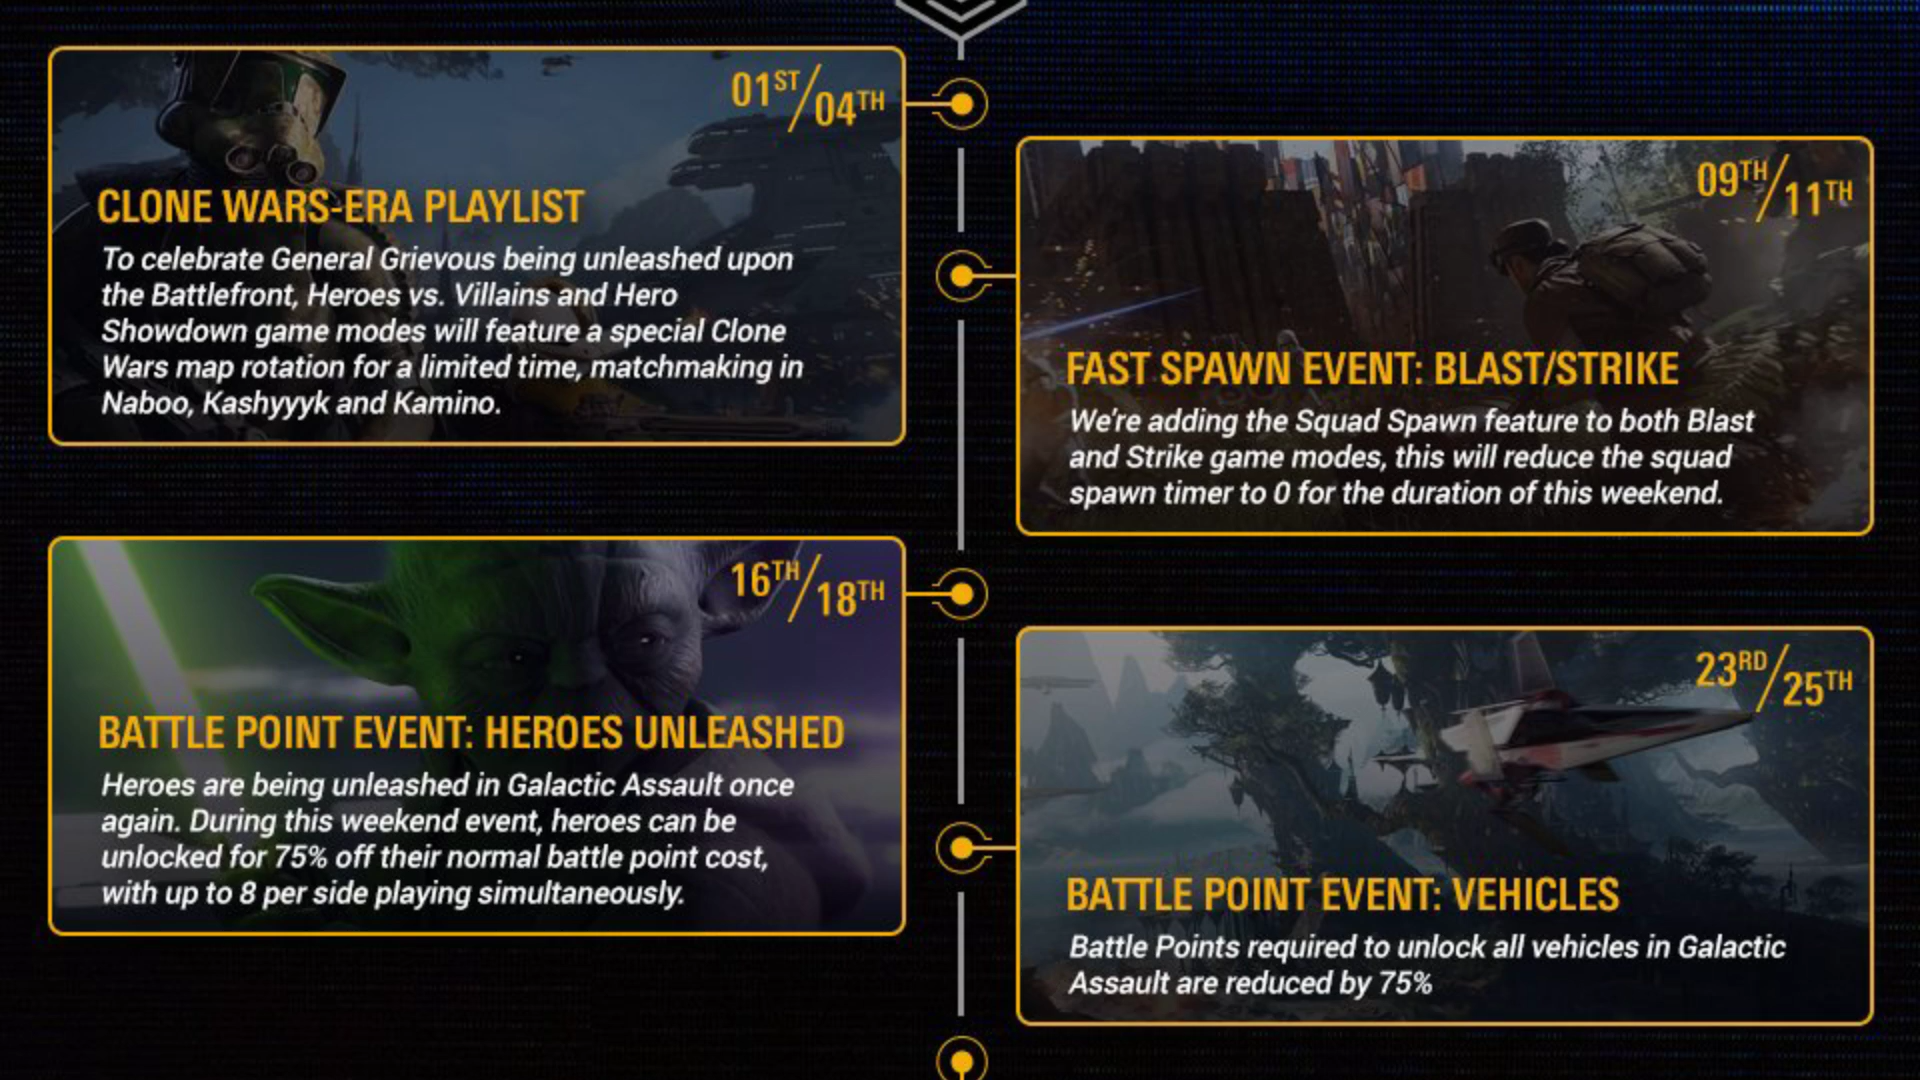 01ST/04TH
CLONE WARS-ERA PLAYLIST
To celebrate General Grievous being unleashed upon
the Battlefront, Heroes vs. Villains and Hero
Showdown game modes will feature a special Clone
Wars map rotation for a limited time, matchmaking in
Naboo, Kashyyyk and Kamino.
09TH/11TH
FAST SPAWN EVENT: BLAST/STRIKE
We're adding the Squad Spawn feature to both Blast
and Strike game modes, this will reduce the squad
spawn timer to 0 for the duration of this weekend.
16TH/18TH
BATTLE POINT EVENT: HEROES UNLEASHED
Heroes are being unleashed in Galactic Assault once
again. During this weekend event, heroes can be
unlocked for 75% off their normal battle point cost,
with up to 8 per side playing simultaneously.
23RD/25TH
BATTLE POINT EVENT: VEHICLES
Battle Points required to unlock all vehicles in Galactic
Assault are reduced by 75%